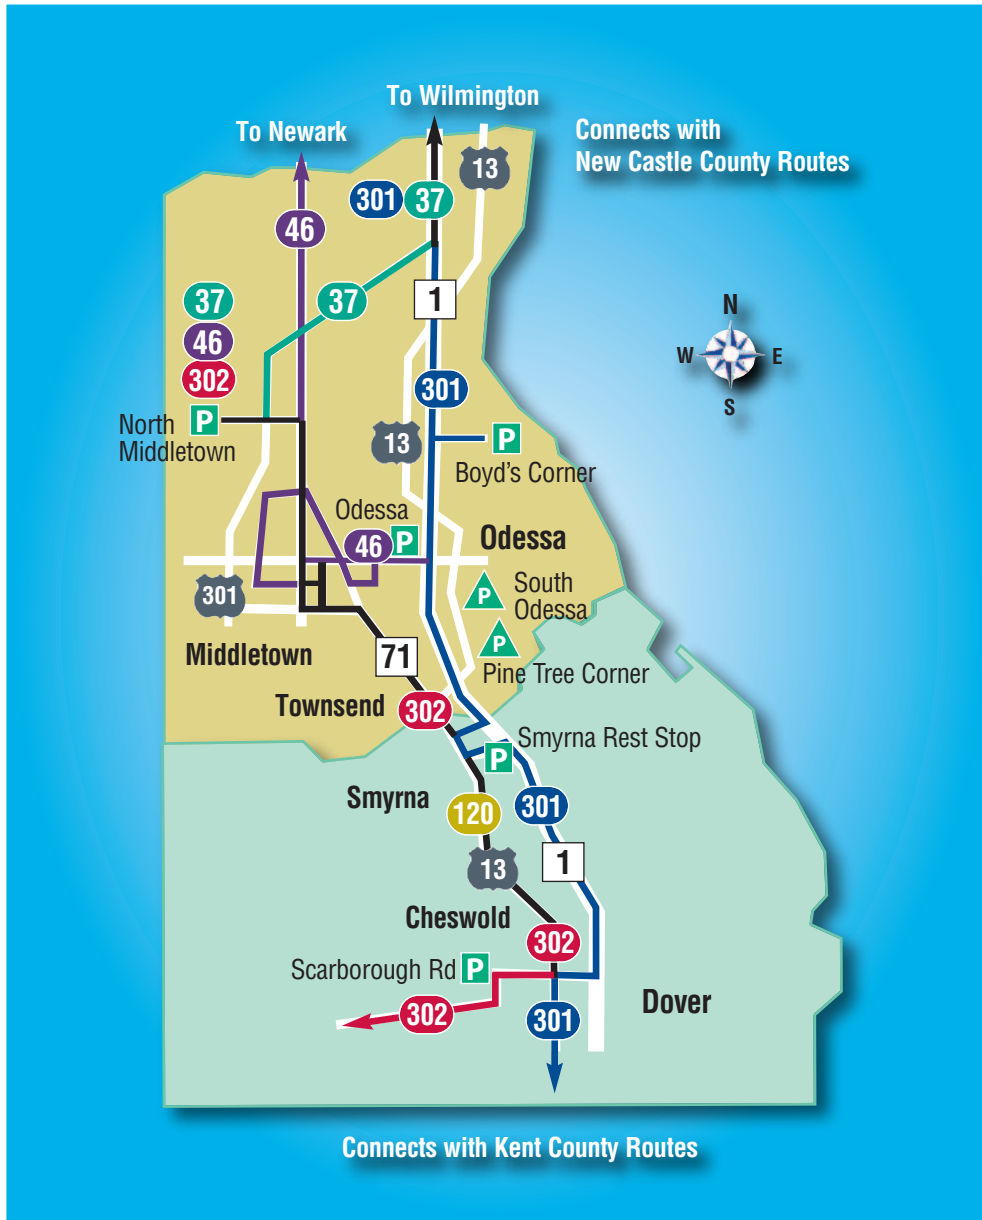 To Wilmington
To Newark
Connects with
New Castle County Routes
13
301
37
46
37
37
1
46
302
301
N
W
E
S
P
North
Middletown
13
P
Boyd's Corner
Odessa
46
P
Odessa
301
P
South
Odessa
P
Pine Tree Corner
Middletown
71
Townsend
302
Smyrna Rest Stop
P
Smyrna
120
301
13
1
Cheswold
302
Scarborough Rd
P
302
301
Dover
Connects with Kent County Routes